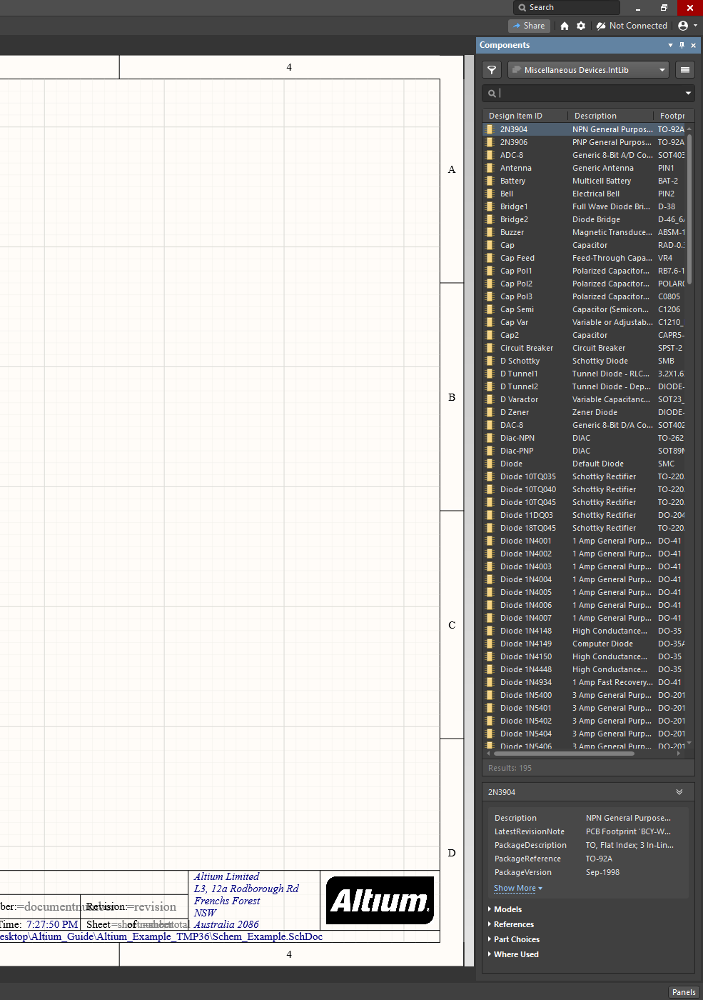 Search
Share Not Connected
Components
Miscellaneous Devices.IntLib
Design Item ID Description Footpr
2N3904 NPN General Purpos... TO-92A
2N3906 PNP General Purpos... TO-92A
ADC-8 Generic 8-Bit A/D Co... SOT403
Antenna Generic Antenna PIN1
Battery Multicell Battery BAT-2
Bell Electrical Bell PIN2
Bridge1 Full Wave Diode Bri... D-38
Bridge2 Diode Bridge D-46_6
Buzzer Magnetic Transduce... ABSM-1
Cap Capacitor RAD-0.
Cap Feed Feed-Through Capa... VR4
Cap Pol1 Polarized Capacitor... RB7.6-1
Cap Pol2 Polarized Capacitor... POLAR
Cap Pol3 Polarized Capacitor... C0805
Cap Semi Capacitor (Semicon... C1206
Cap Var Variable or Adjustab... C1210_
Cap2 Capacitor CAPR5-
Circuit Breaker Circuit Breaker SPST-2
D Schottky Schottky Diode SMB
D Tunnel1 Tunnel Diode - RLC... 3.2X1.6
D Tunnel2 Tunnel Diode - Dep... DIODE-
D Varactor Variable Capacitanc... SOT23_
D Zener Zener Diode DIODE-
DAC-8 Generic 8-Bit D/A Co... SOT402
Diac-NPN DIAC TO-262
Diac-PNP DIAC SOT89
Diode Default Diode SMC
Diode 10TQ035 Schottky Rectifier TO-220
Diode 10TQ040 Schottky Rectifier TO-220
Diode 10TQ045 Schottky Rectifier TO-220
Diode 11DQ03 Schottky Rectifier DO-204
Diode 18TQ045 Schottky Rectifier TO-220
Diode 1N4001 1 Amp General Purp... DO-41
Diode 1N4002 1 Amp General Purp... DO-41
Diode 1N4003 1 Amp General Purp... DO-41
Diode 1N4004 1 Amp General Purp... DO-41
Diode 1N4005 1 Amp General Purp... DO-41
Diode 1N4006 1 Amp General Purp... DO-41
Diode 1N4007 1 Amp General Purp... DO-41
Diode 1N4148 High Conductance... DO-35
Diode 1N4149 Computer Diode DO-35A
Diode 1N4150 High Conductance... DO-35
Diode 1N4448 High Conductance... DO-35
Diode 1N4934 1 Amp Fast Recovery... DO-41
Diode 1N5400 3 Amp General Purp... DO-201
Diode 1N5401 3 Amp General Purp... DO-201
Diode 1N5402 3 Amp General Purp... DO-201
Diode 1N5404 3 Amp General Purp... DO-201
Diode 1N5406 3 Amp General Purp... DO-201
Results: 195
2N3904
Description NPN General Purpose...
LatestRevisionNote PCB Footprint 'BCY-W...
PackageDescription TO, Flat Index; 3 In-Lin...
PackageReference TO-92A
PackageVersion Sep-1998
Show More
Models
References
Part Choices
Where Used
Panels
4
A
B
C
D
Altium Limited
L3, 12a Rodborough Rd
Frenchs Forest
NSW
Australia 2086
Altium.
ber: Revision:=revision
Time: 7:27:50 PM Sheet of
esktop\Altium_Guide\Altium_Example_TMP36\Schem_Example.SchDoc
4